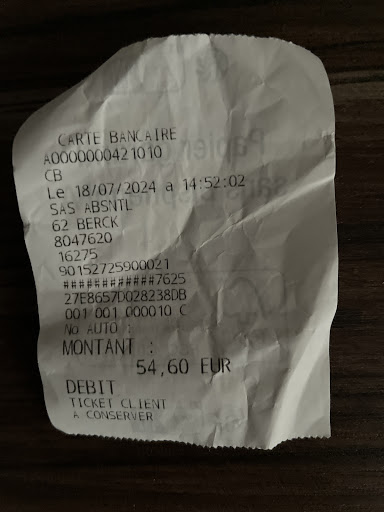 CARTE BANCAIRE
A0000000421010
CB
Le 18/07/2024 a 14:52:02
SAS ABSNTL
62 BERCK
8047620
16275
90152725900021
############7625
27E8657D028238DB
001 001 000010 C
No AUTO :
MONTANT :
54,60 EUR
DEBIT
TICKET CLIENT
A CONSERVER